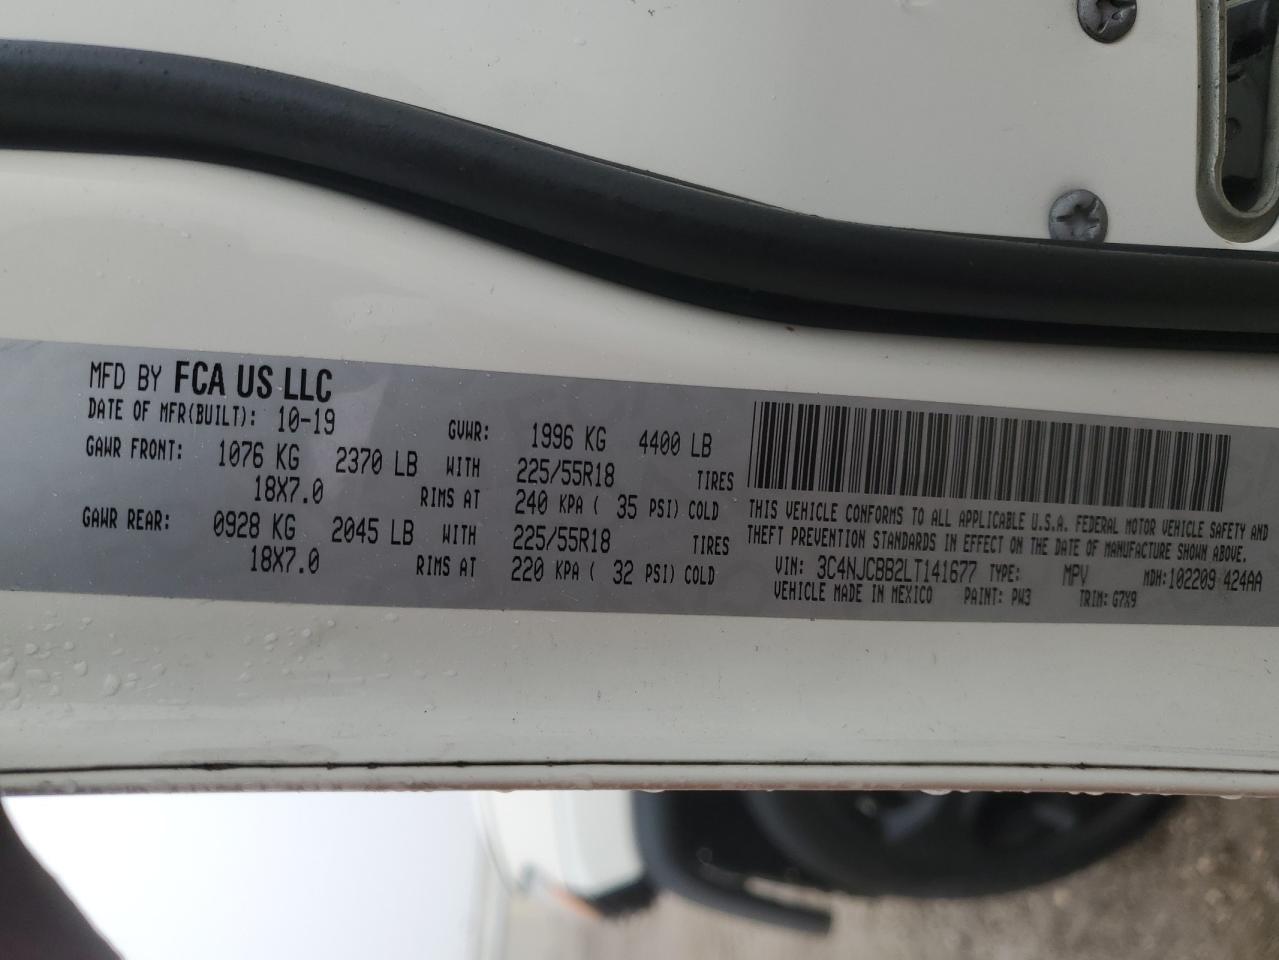 MFD BY FCA US LLC
DATE OF MFR(BUILT): 10-19 GVWR: 1996 KG 4400 LB
GAWR FRONT: 1076 KG 2370 LB WITH 225/55R18 TIRES
18X7.0 RIMS AT 240 KPA ( 35 PSI) COLD
GAWR REAR: 0928 KG 2045 LB WITH 225/55R18 TIRES
18X7.0 RIMS AT 220 KPA ( 32 PSI) COLD
THIS VEHICLE CONFORMS TO ALL APPLICABLE U.S.A. FEDERAL MOTOR VEHICLE SAFETY AND
THEFT PREVENTION STANDARDS IN EFFECT ON THE DATE OF MANUFACTURE SHOWN ABOVE.
VIN: 3C4NJCBB2LT141677 TYPE: MPV MDH:102209 424AA
VEHICLE MADE IN MEXICO PAINT: PW3 TRIM: G7X9